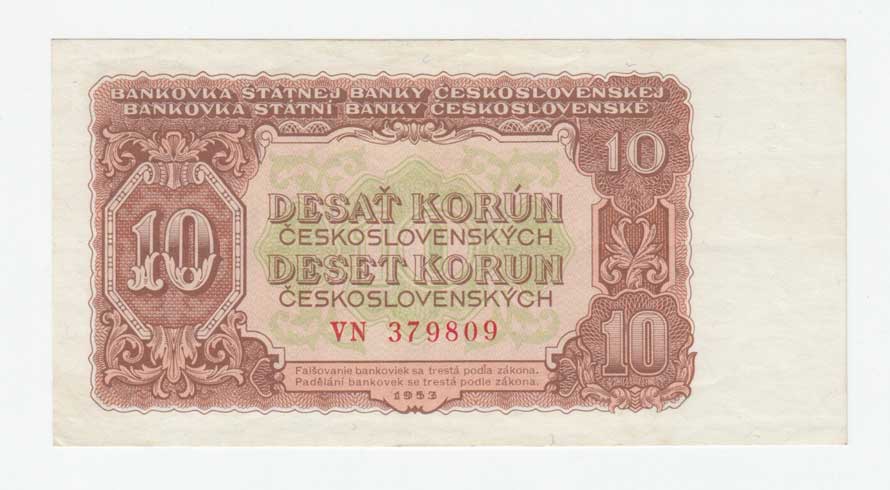 BANKOVKA ŠTÁTNEJ BANKY ČESKOSLOVENSKEJ
BANKOVKA STÁTNÍ BANKY ČESKOSLOVENSKÉ
10
10
DESAŤ KORÚN
ČESKOSLOVENSKÝCH
DESET KORUN
ČESKOSLOVENSKÝCH
VN 379809
10
Falšovanie bankoviek sa trestá podľa zákona.
Padělání bankovek se trestá podle zákona.
1953